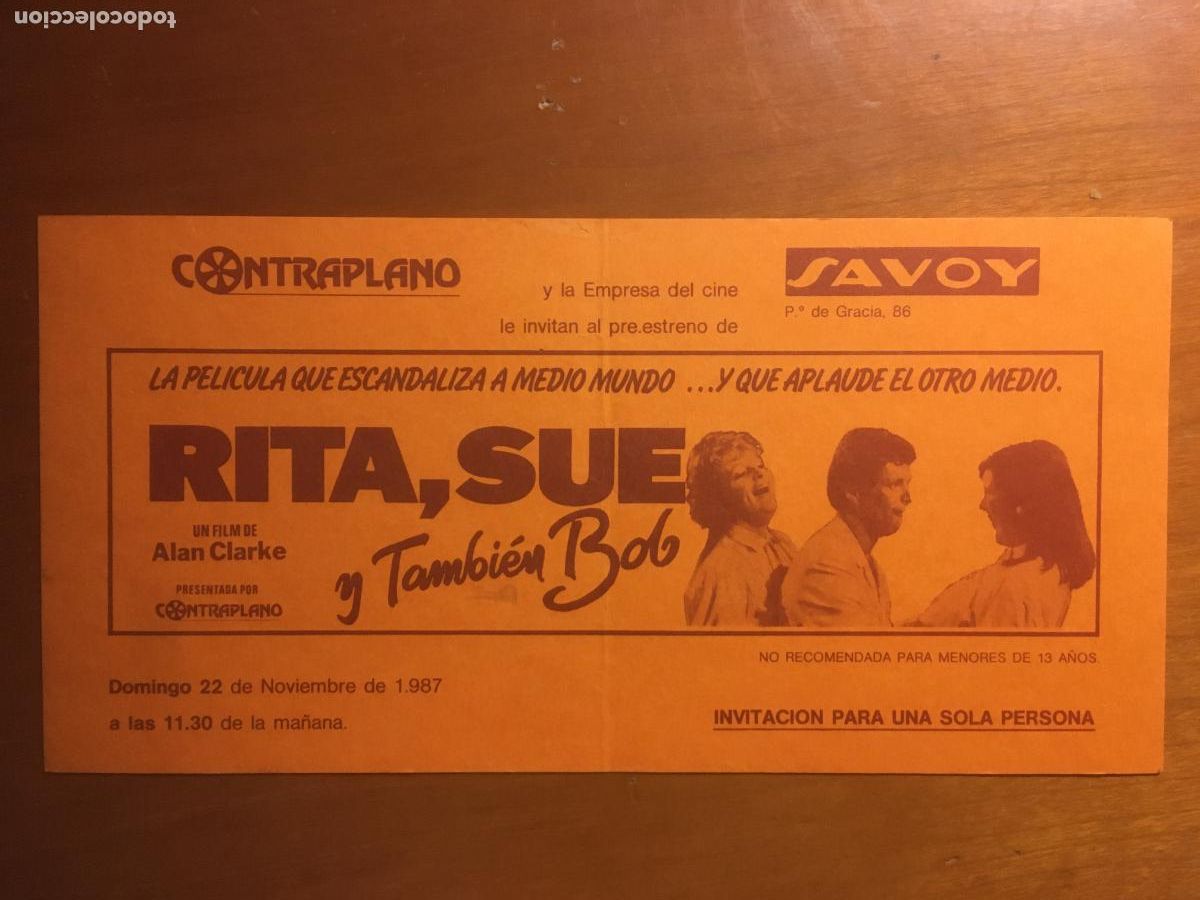 todocoleccion
CONTRAPLANO
y la Empresa del cine
le invitan al pre.estreno de
SAVOY
P.º de Gracia, 86
LA PELICULA QUE ESCANDALIZA A MEDIO MUNDO ...Y QUE APLAUDE EL OTRO MEDIO.
RITA, SUE
y También Bob
UN FILM DE
Alan Clarke
PRESENTADA POR
CONTRAPLANO
NO RECOMENDADA PARA MENORES DE 13 AÑOS.
Domingo 22 de Noviembre de 1.987
a las 11.30 de la mañana.
INVITACION PARA UNA SOLA PERSONA